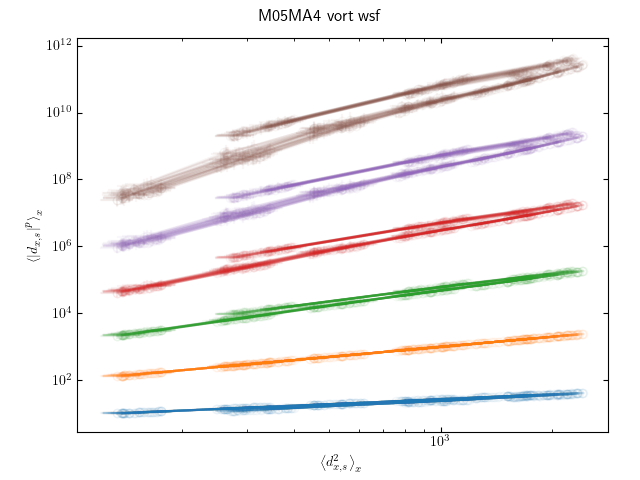 M05MA4 vort wsf
10^{12}
10^{10}
10^{8}
10^{6}
10^{4}
10^{2}
⟨|d_{x,s}|^p⟩_x
10^3
⟨d_{x,s}^2⟩_x